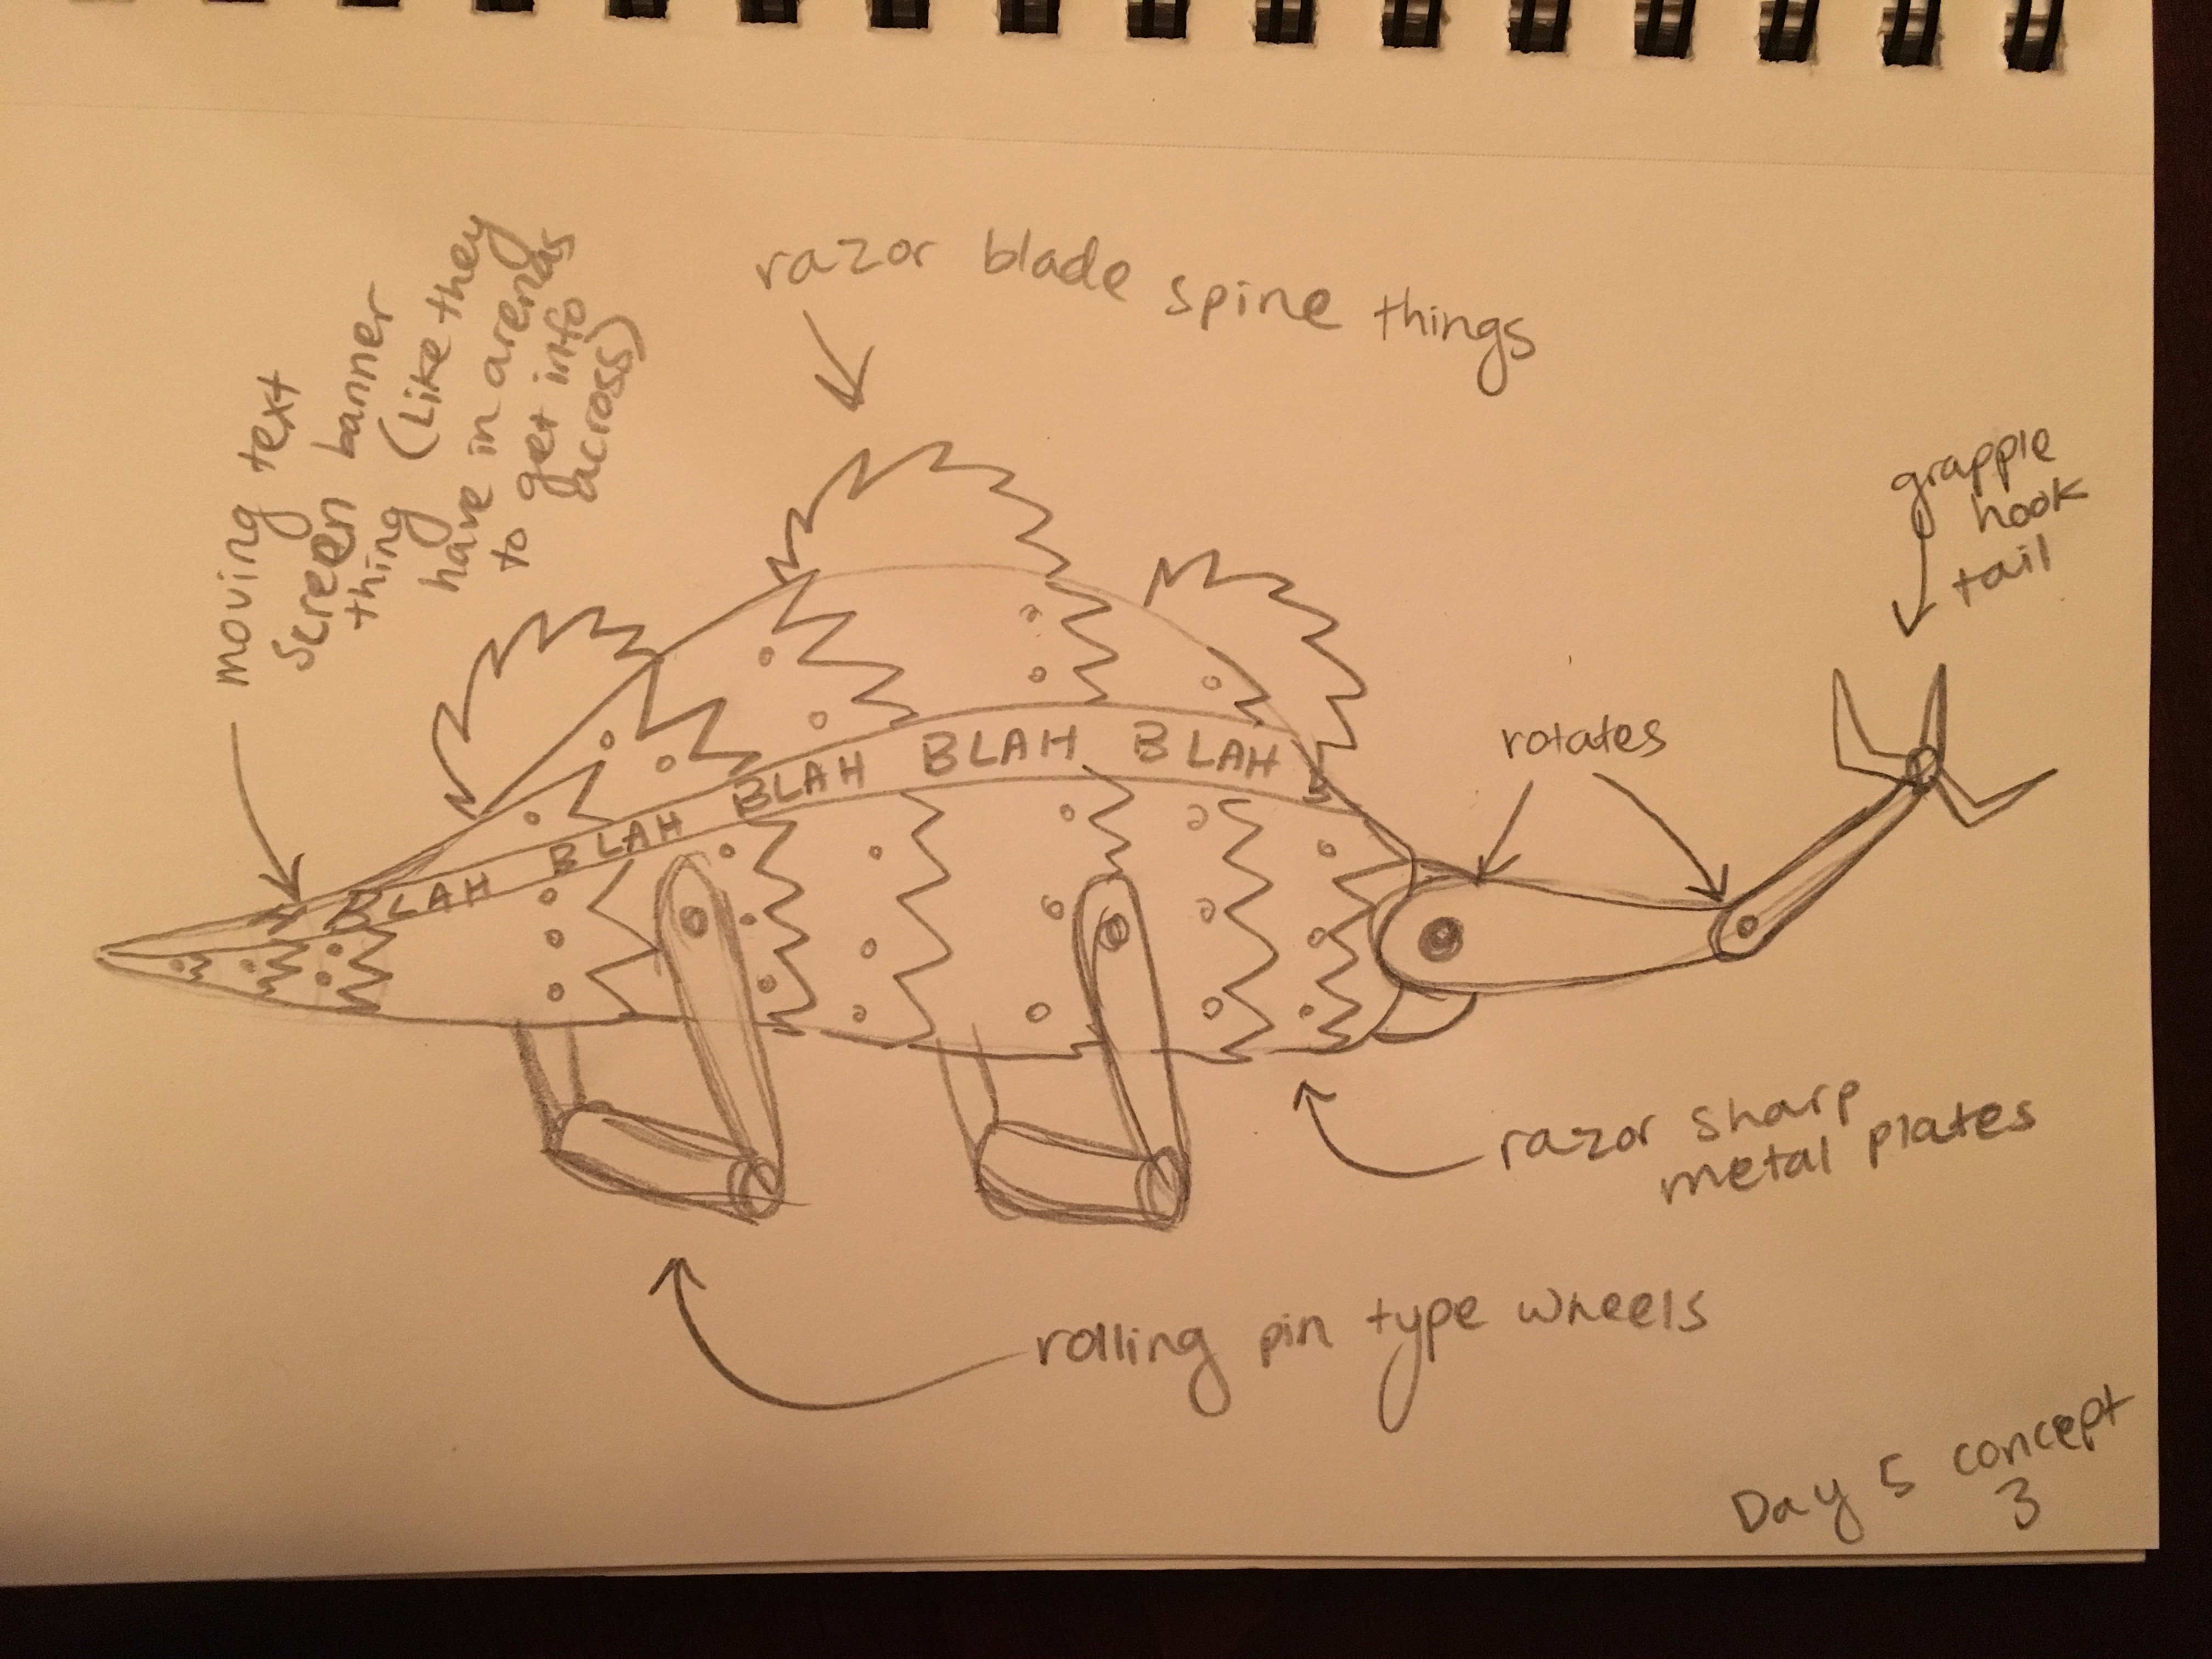 razor blade spine things
moving text
screen banner
thing (Like they
have in arenas
to get info
across)
grapple
hook
tail
rotates
BLAH BLAH BLAH BLAH BLAH
razor sharp
metal plates
rolling pin type wheels
Day 5 concept
3